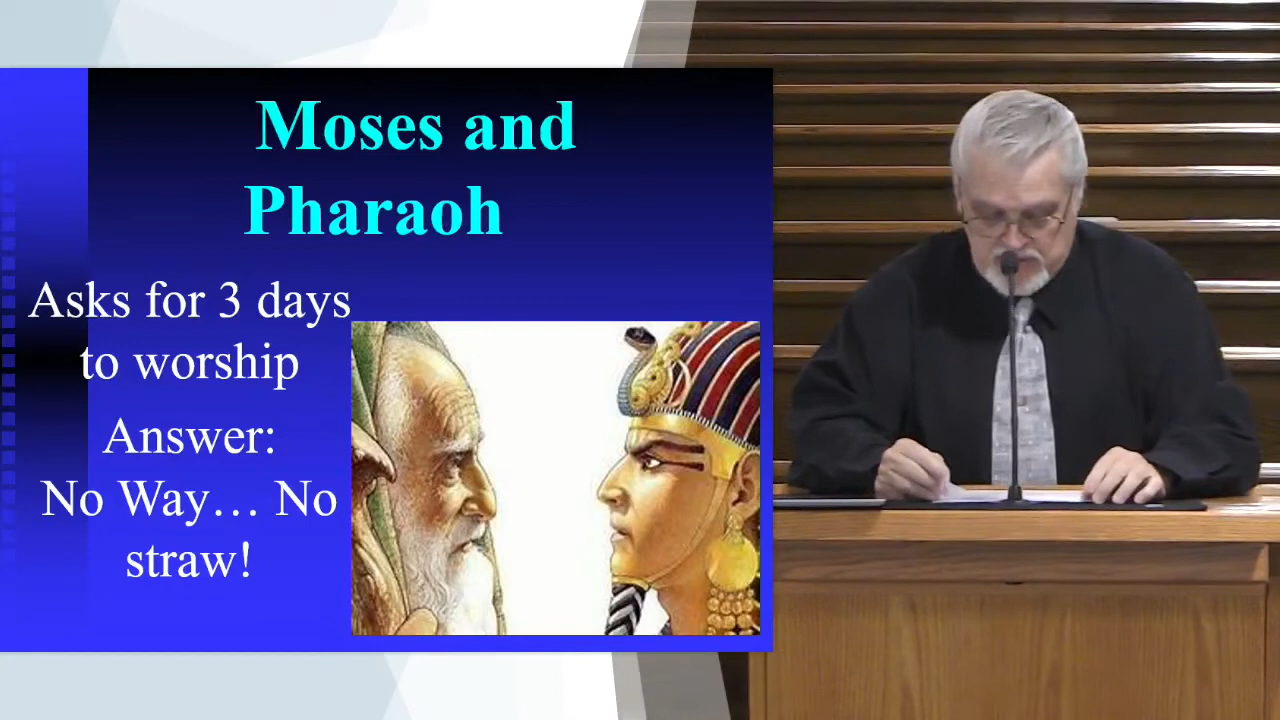 Moses and
Pharaoh
Asks for 3 days
to worship
Answer:
No Way… No
straw!